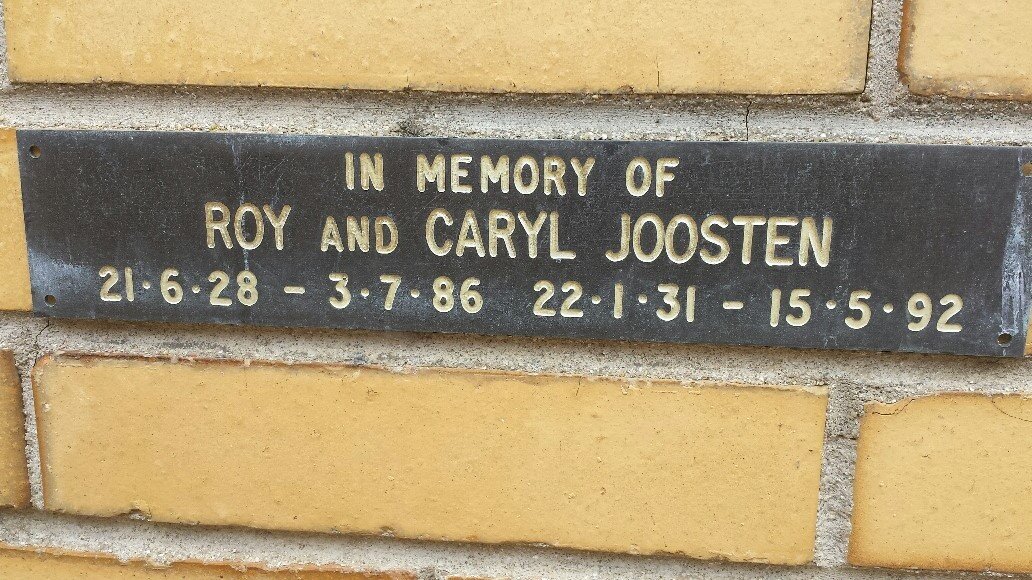 IN MEMORY OF
ROY AND CARYL JOOSTEN
21·6·28 - 3·7·86 22·1·31 - 15·5·92